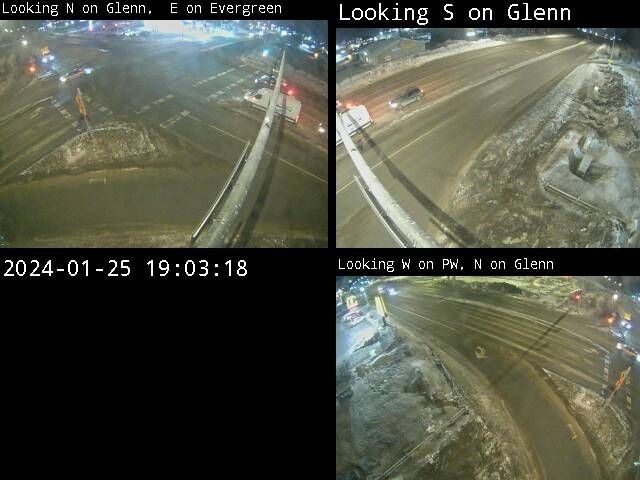 Looking N on Glenn, E on Evergreen
Looking S on Glenn
2024-01-25 19:03:18
Looking W on PW, N on Glenn